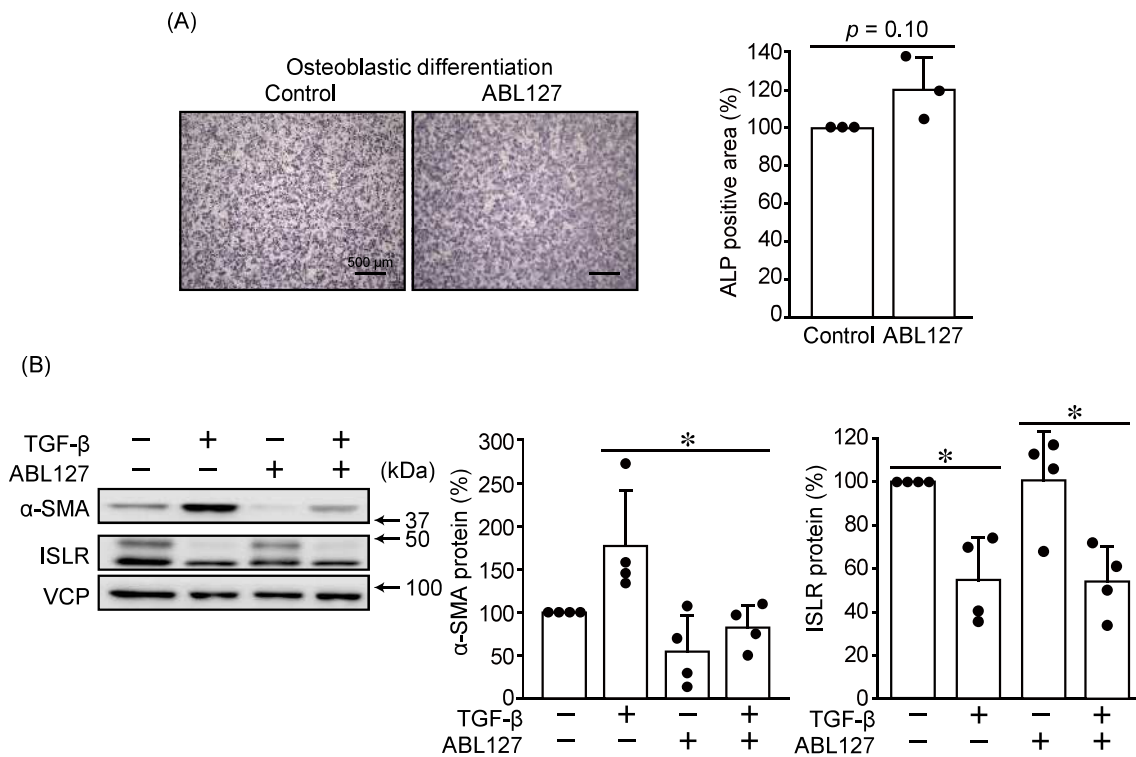 (A)
Osteoblastic differentiation
Control ABL127
500 μm
p = 0.10
ALP positive area (%)
140
120
100
80
60
40
20
0
Control ABL127
(B)
TGF-β − + − +
ABL127 − − + + (kDa)
α-SMA
37
ISLR
50
VCP
100
α-SMA protein (%)
300
250
200
150
100
50
0
*
TGF-β − + − +
ABL127 − − + +
ISLR protein (%)
120
100
80
60
40
20
0
*
*
TGF-β − + − +
ABL127 − − + +